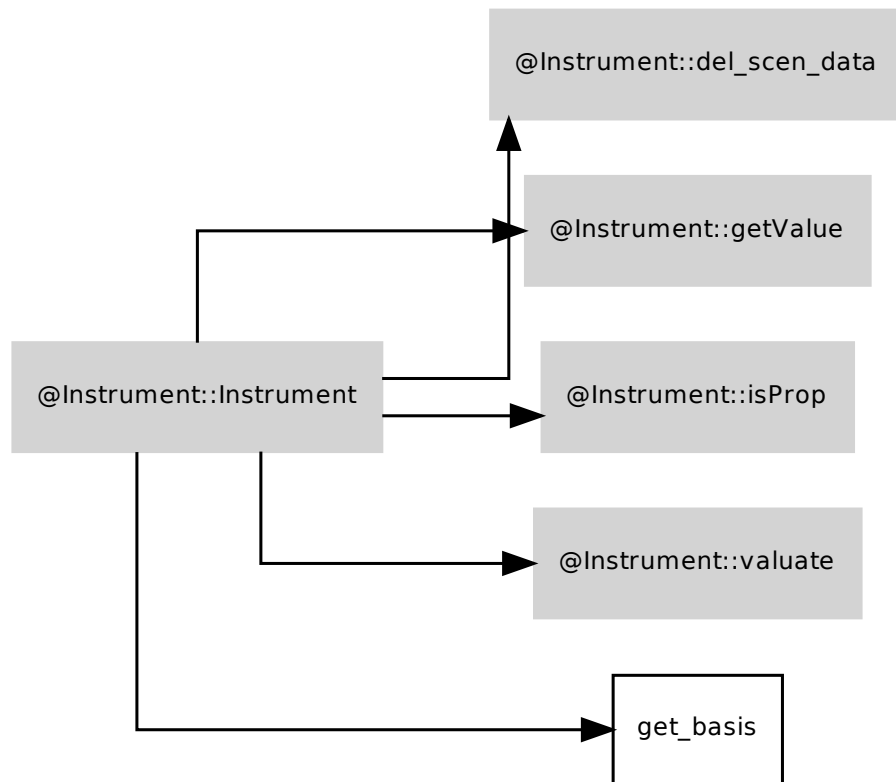 @Instrument::del_scen_data
@Instrument::getValue
@Instrument::Instrument
@Instrument::isProp
@Instrument::valuate
get_basis